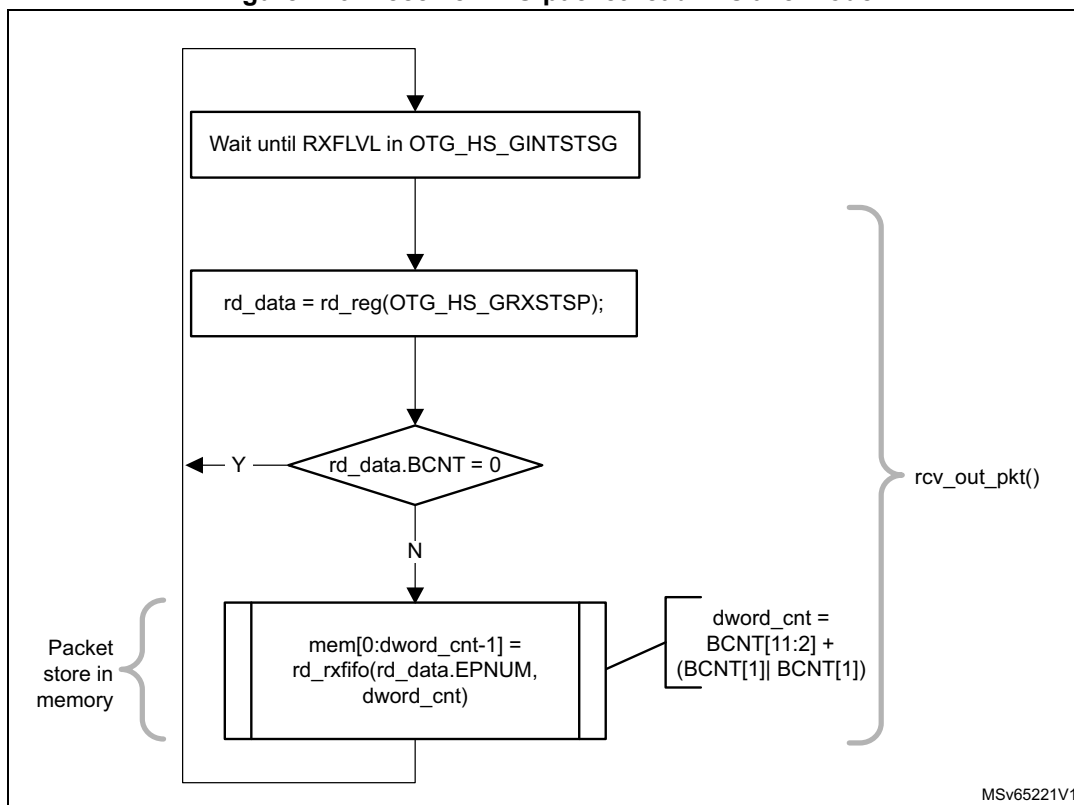 Wait until RXFLVL in OTG_HS_GINTSTSG
rd_data = rd_reg(OTG_HS_GRXSTSP);
rd_data.BCNT = 0
Y
N
rcv_out_pkt()
mem[0:dword_cnt-1] =
rd_rxfifo(rd_data.EPNUM,
dword_cnt)
dword_cnt =
BCNT[11:2] +
(BCNT[1]| BCNT[1])
Packet
store in
memory
MSv65221V1